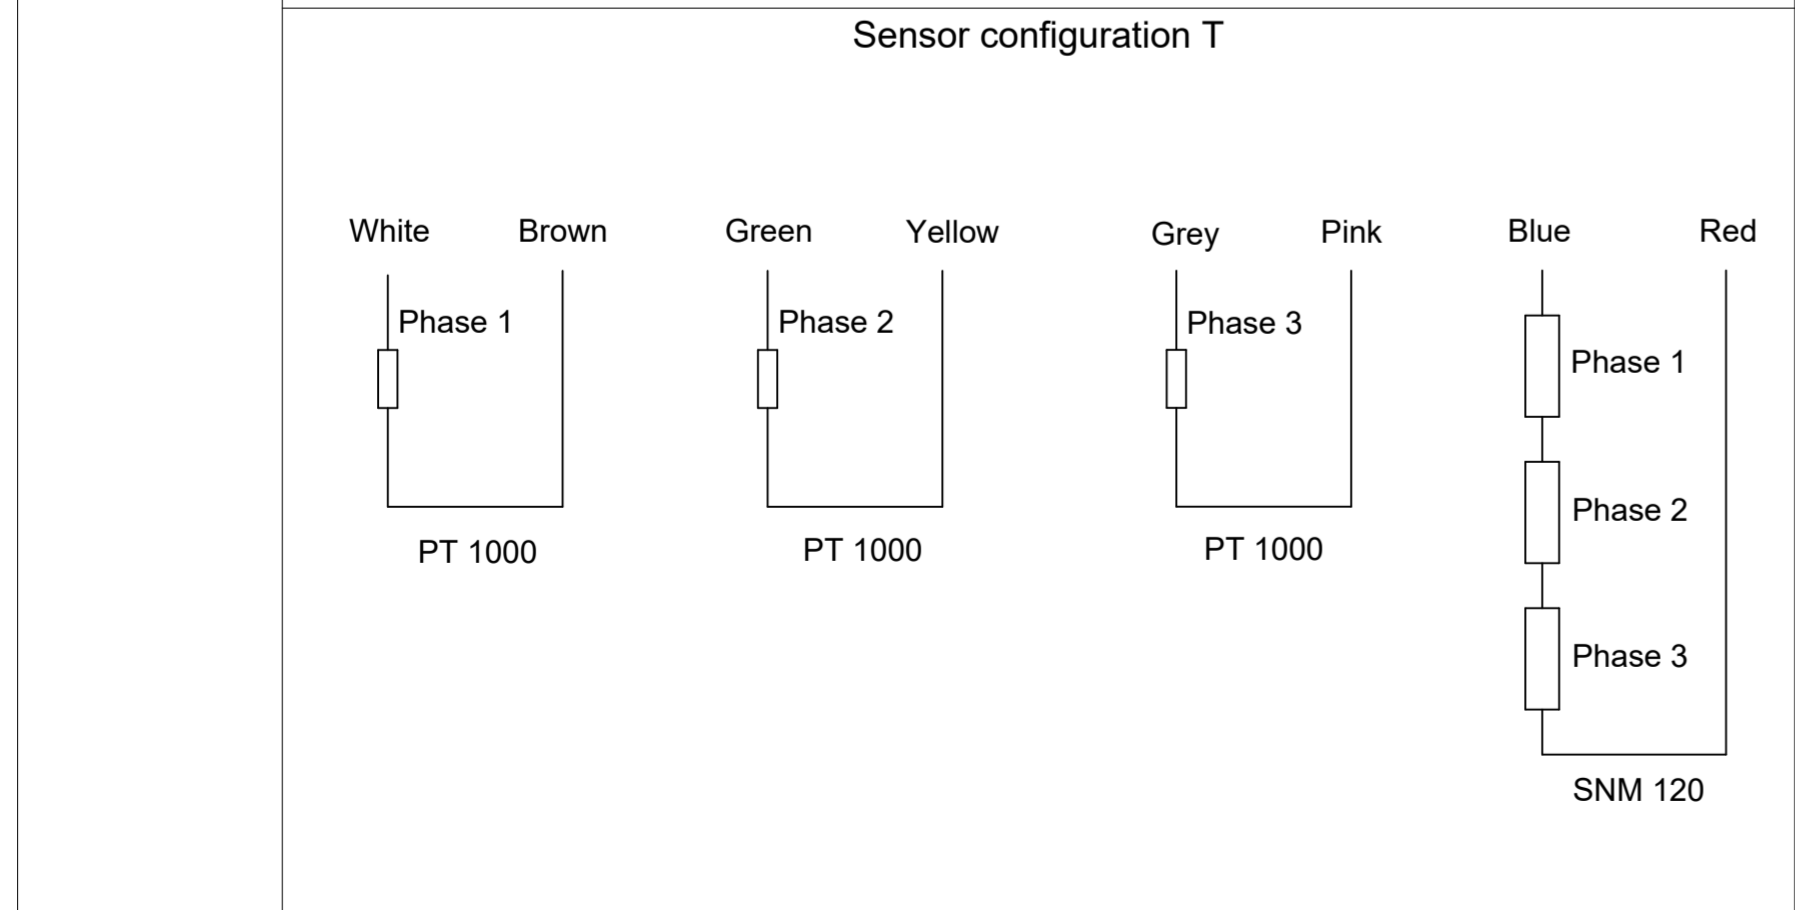 Sensor configuration T
White Brown Green Yellow Grey Pink Blue Red
Phase 1 Phase 2 Phase 3
Phase 1
Phase 2
PT 1000 PT 1000 PT 1000
Phase 3
SNM 120